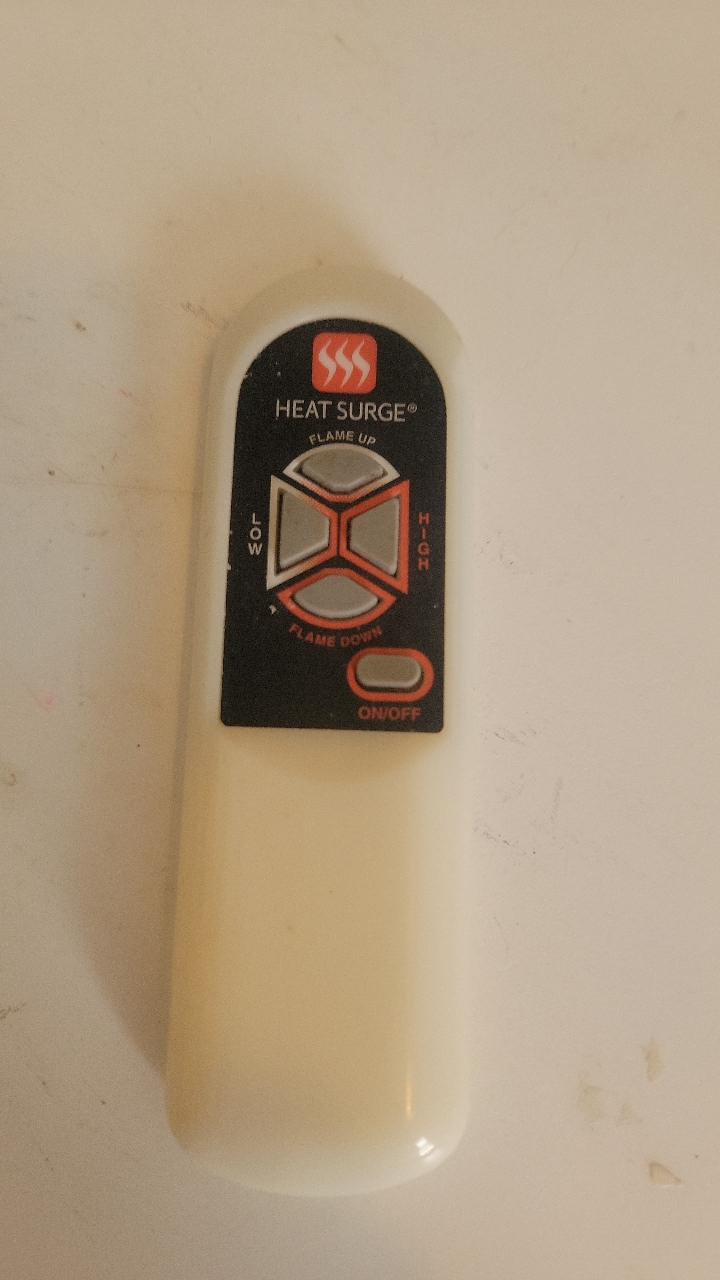 HEAT SURGE®
FLAME UP
LOW
HIGH
FLAME DOWN
ON/OFF